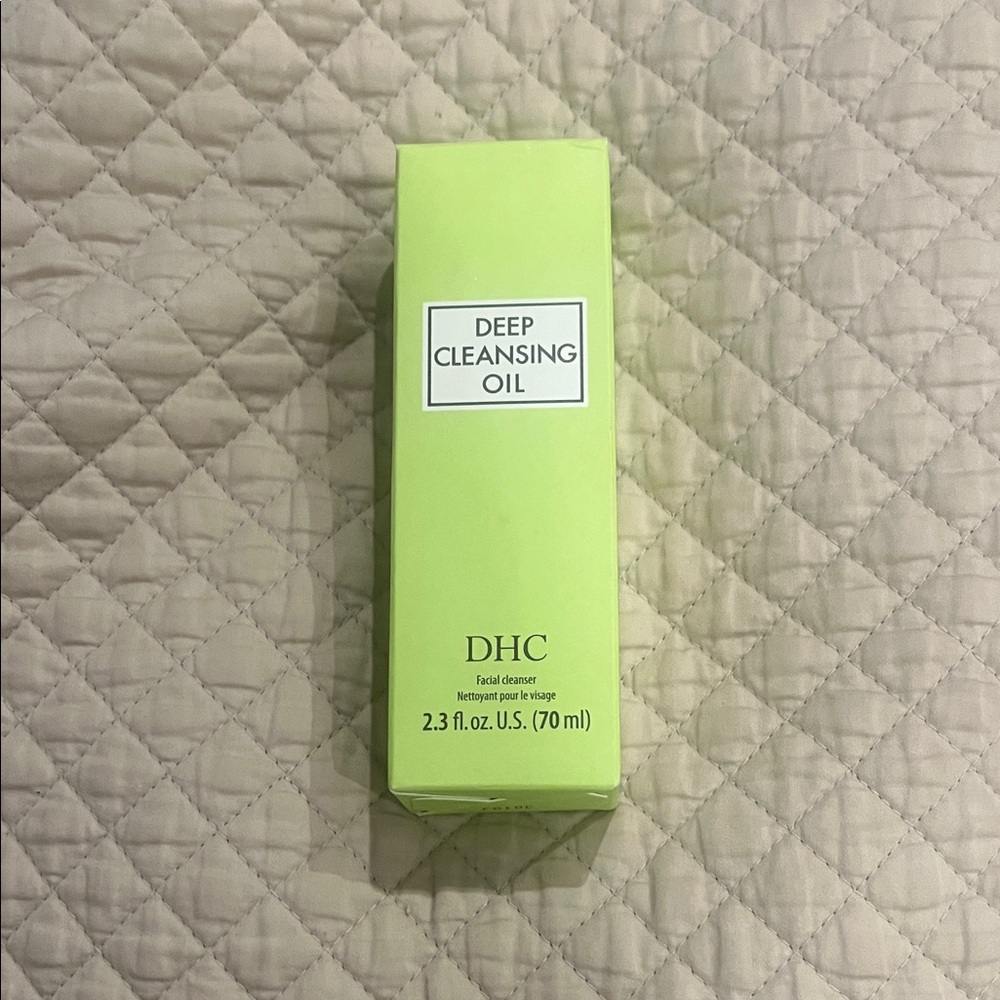 DEEP
CLEANSING
OIL
DHC
Facial cleanser
Nettoyant pour le visage
2.3 fl. oz. U.S. (70 ml)